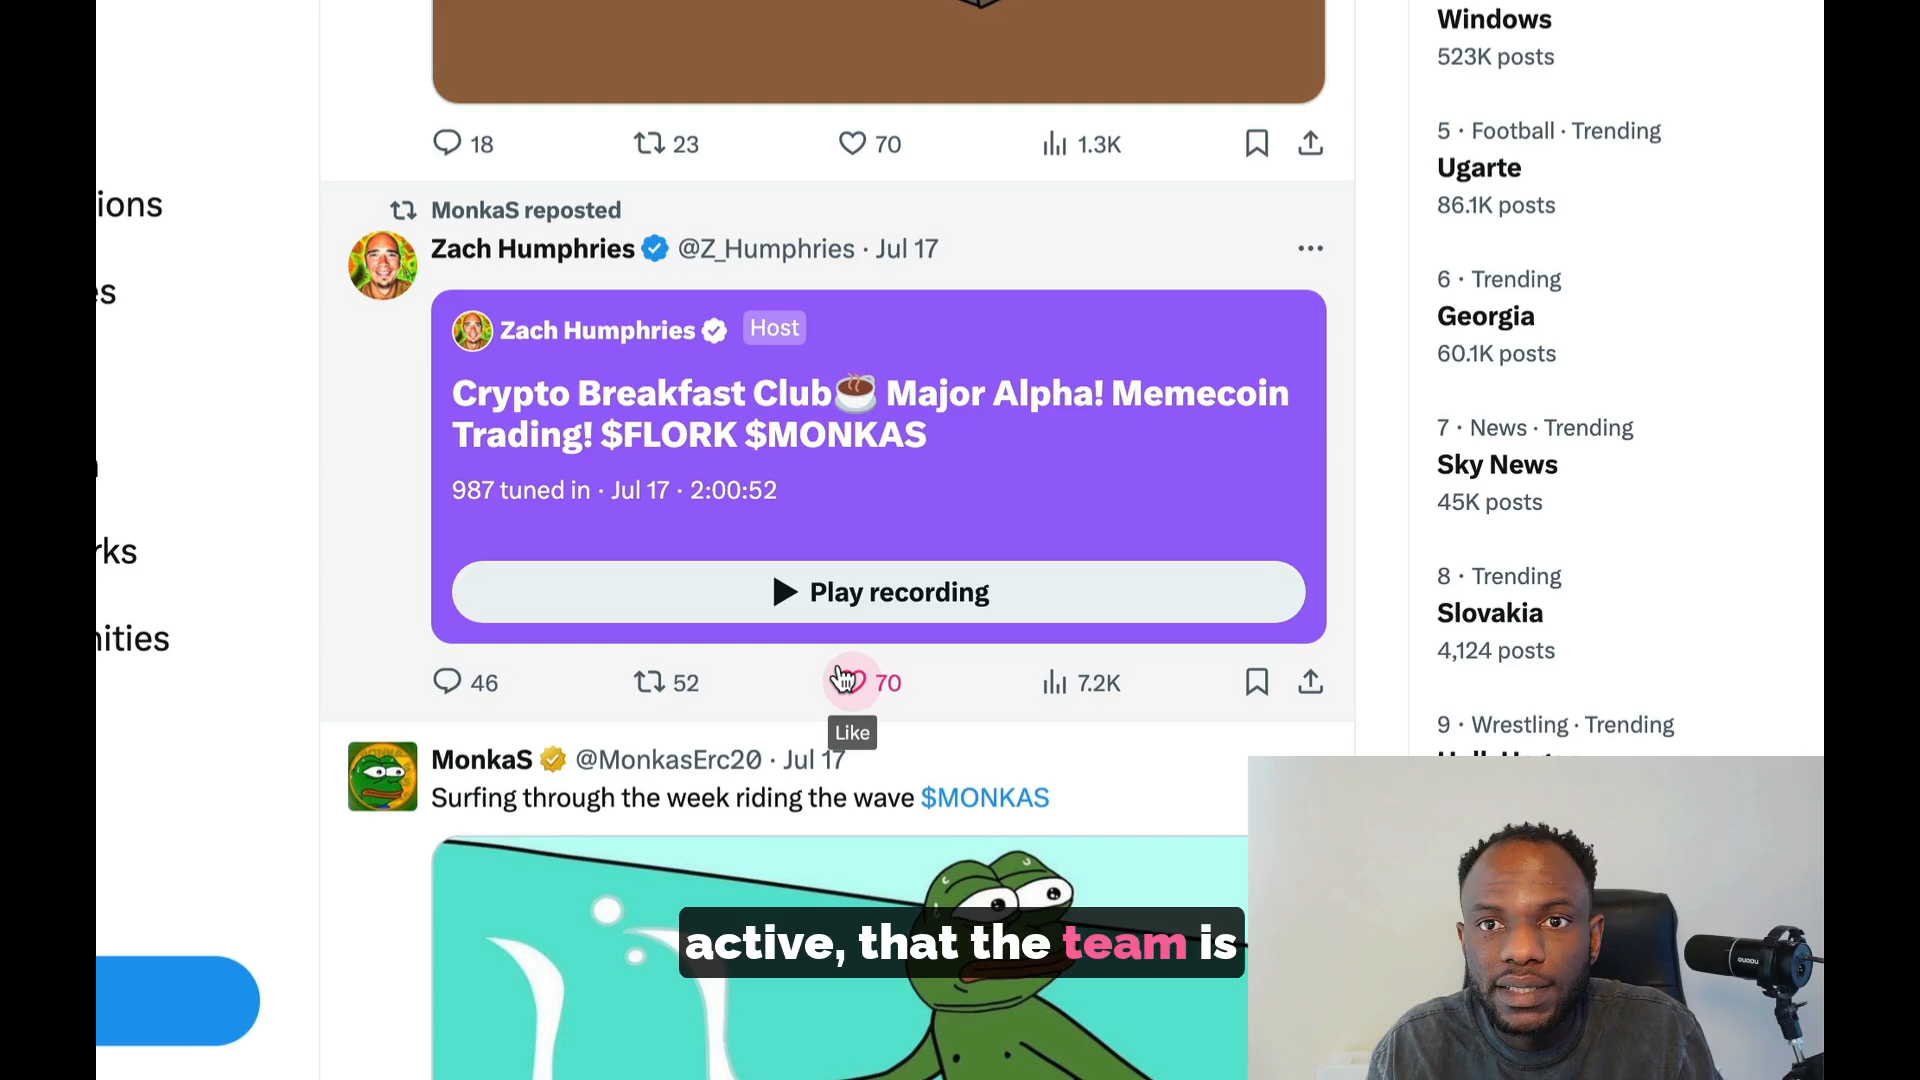 18 23 70 1.3K
MonkaS reposted
Zach Humphries @Z_Humphries · Jul 17
Zach Humphries Host
Crypto Breakfast Club☕ Major Alpha! Memecoin
Trading! $FLORK $MONKAS
987 tuned in · Jul 17 · 2:00:52
Play recording
46 52 70 7.2K
Like
MonkaS @MonkasErc20 · Jul 17
Surfing through the week riding the wave $MONKAS
active, that the team is
ions
es
rks
nities
Windows
523K posts
5 · Football · Trending
Ugarte
86.1K posts
6 · Trending
Georgia
60.1K posts
7 · News · Trending
Sky News
45K posts
8 · Trending
Slovakia
4,124 posts
9 · Wrestling · Trending